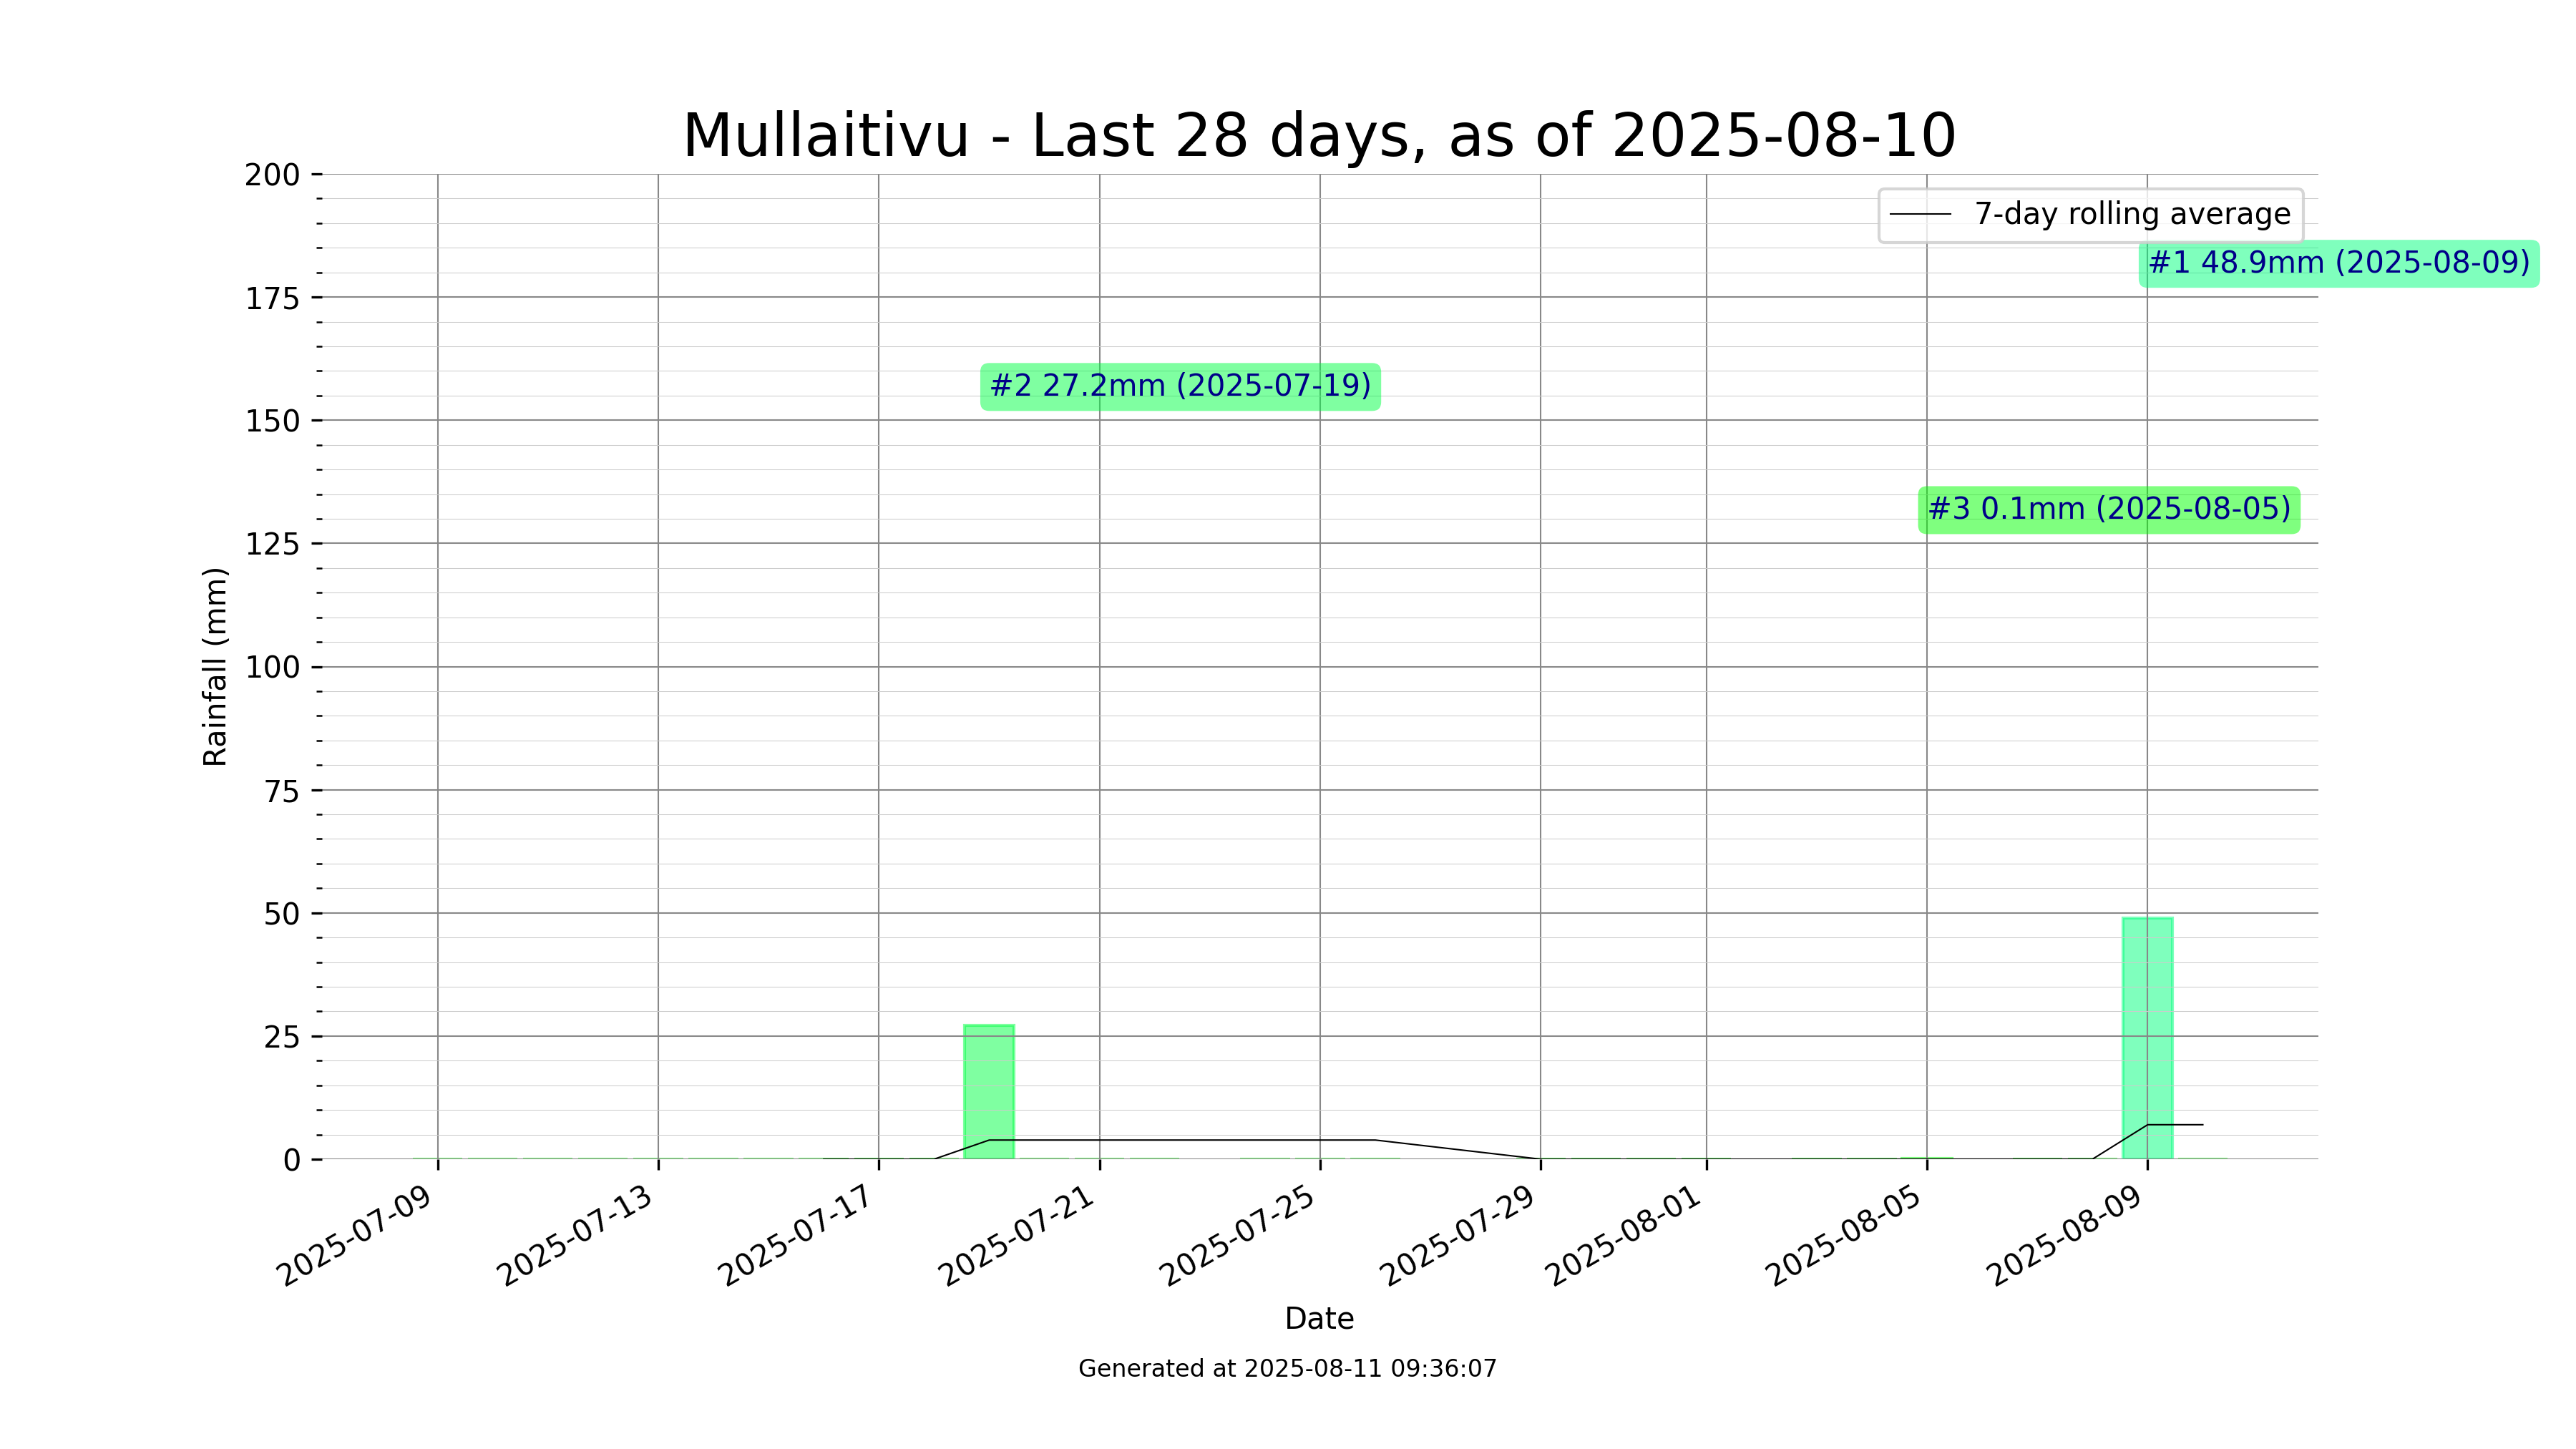 Mullaitivu - Last 28 days, as of 2025-08-10
7-day rolling average
#1 48.9mm (2025-08-09)
#2 27.2mm (2025-07-19)
#3 0.1mm (2025-08-05)
Rainfall (mm)
200
175
150
125
100
75
50
25
0
2025-07-09
2025-07-13
2025-07-17
2025-07-21
2025-07-25
2025-07-29
2025-08-01
2025-08-05
2025-08-09
Date
Generated at 2025-08-11 09:36:07